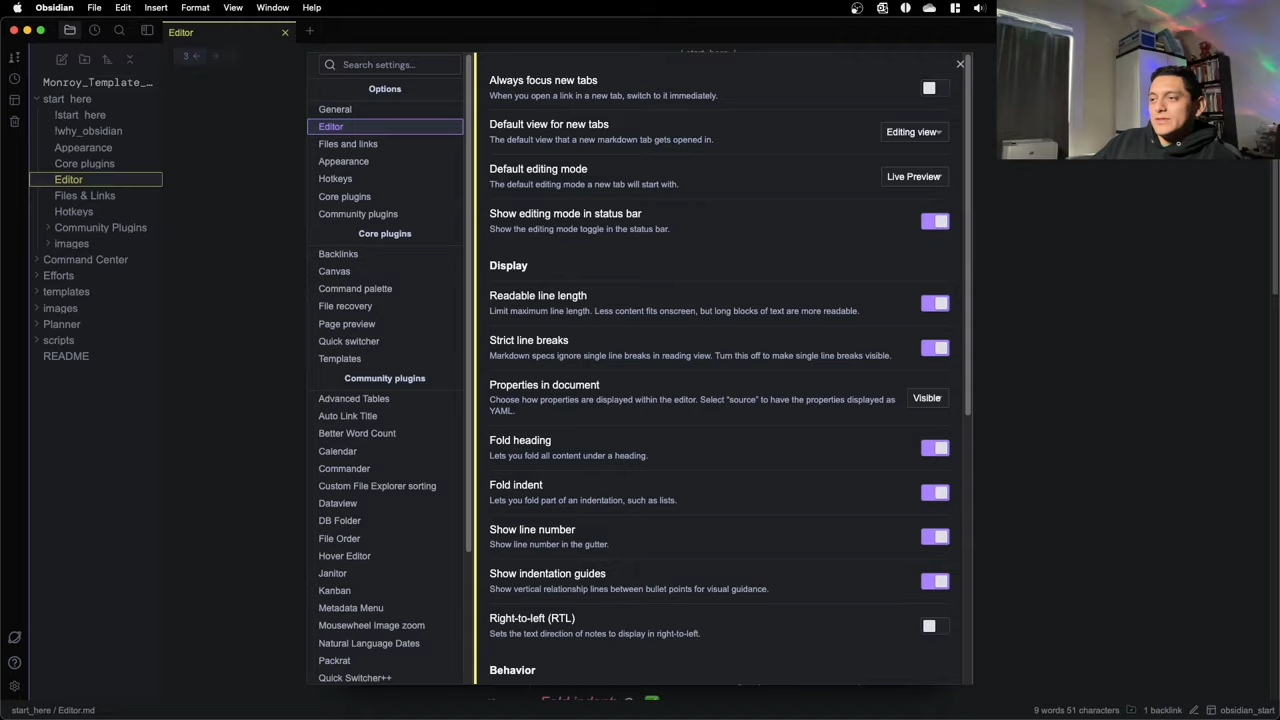 Obsidian File Edit Insert Format View Window Help
Editor
3
Monroy_Template_...
start here
!start here
!why_obsidian
Appearance
Core plugins
Editor
Files & Links
Hotkeys
Community Plugins
images
Command Center
Efforts
templates
images
Planner
scripts
README
Search settings...
Options
General
Editor
Files and links
Appearance
Hotkeys
Core plugins
Community plugins
Core plugins
Backlinks
Canvas
Command palette
File recovery
Page preview
Quick switcher
Templates
Community plugins
Advanced Tables
Auto Link Title
Better Word Count
Calendar
Commander
Custom File Explorer sorting
Dataview
DB Folder
File Order
Hover Editor
Janitor
Kanban
Metadata Menu
Mousewheel Image zoom
Natural Language Dates
Packrat
Quick Switcher++
Always focus new tabs
When you open a link in a new tab, switch to it immediately.
Default view for new tabs
The default view that a new markdown tab gets opened in.
Editing view
Default editing mode
The default editing mode a new tab will start with.
Live Preview
Show editing mode in status bar
Show the editing mode toggle in the status bar.
Display
Readable line length
Limit maximum line length. Less content fits onscreen, but long blocks of text are more readable.
Strict line breaks
Markdown specs ignore single line breaks in reading view. Turn this off to make single line breaks visible.
Properties in document
Choose how properties are displayed within the editor. Select "source" to have the properties displayed as
YAML.
Visible
Fold heading
Lets you fold all content under a heading.
Fold indent
Lets you fold part of an indentation, such as lists.
Show line number
Show line number in the gutter.
Show indentation guides
Show vertical relationship lines between bullet points for visual guidance.
Right-to-left (RTL)
Sets the text direction of notes to display in right-to-left.
Behavior
start_here / Editor.md
9 words 51 characters
1 backlink
obsidian_start